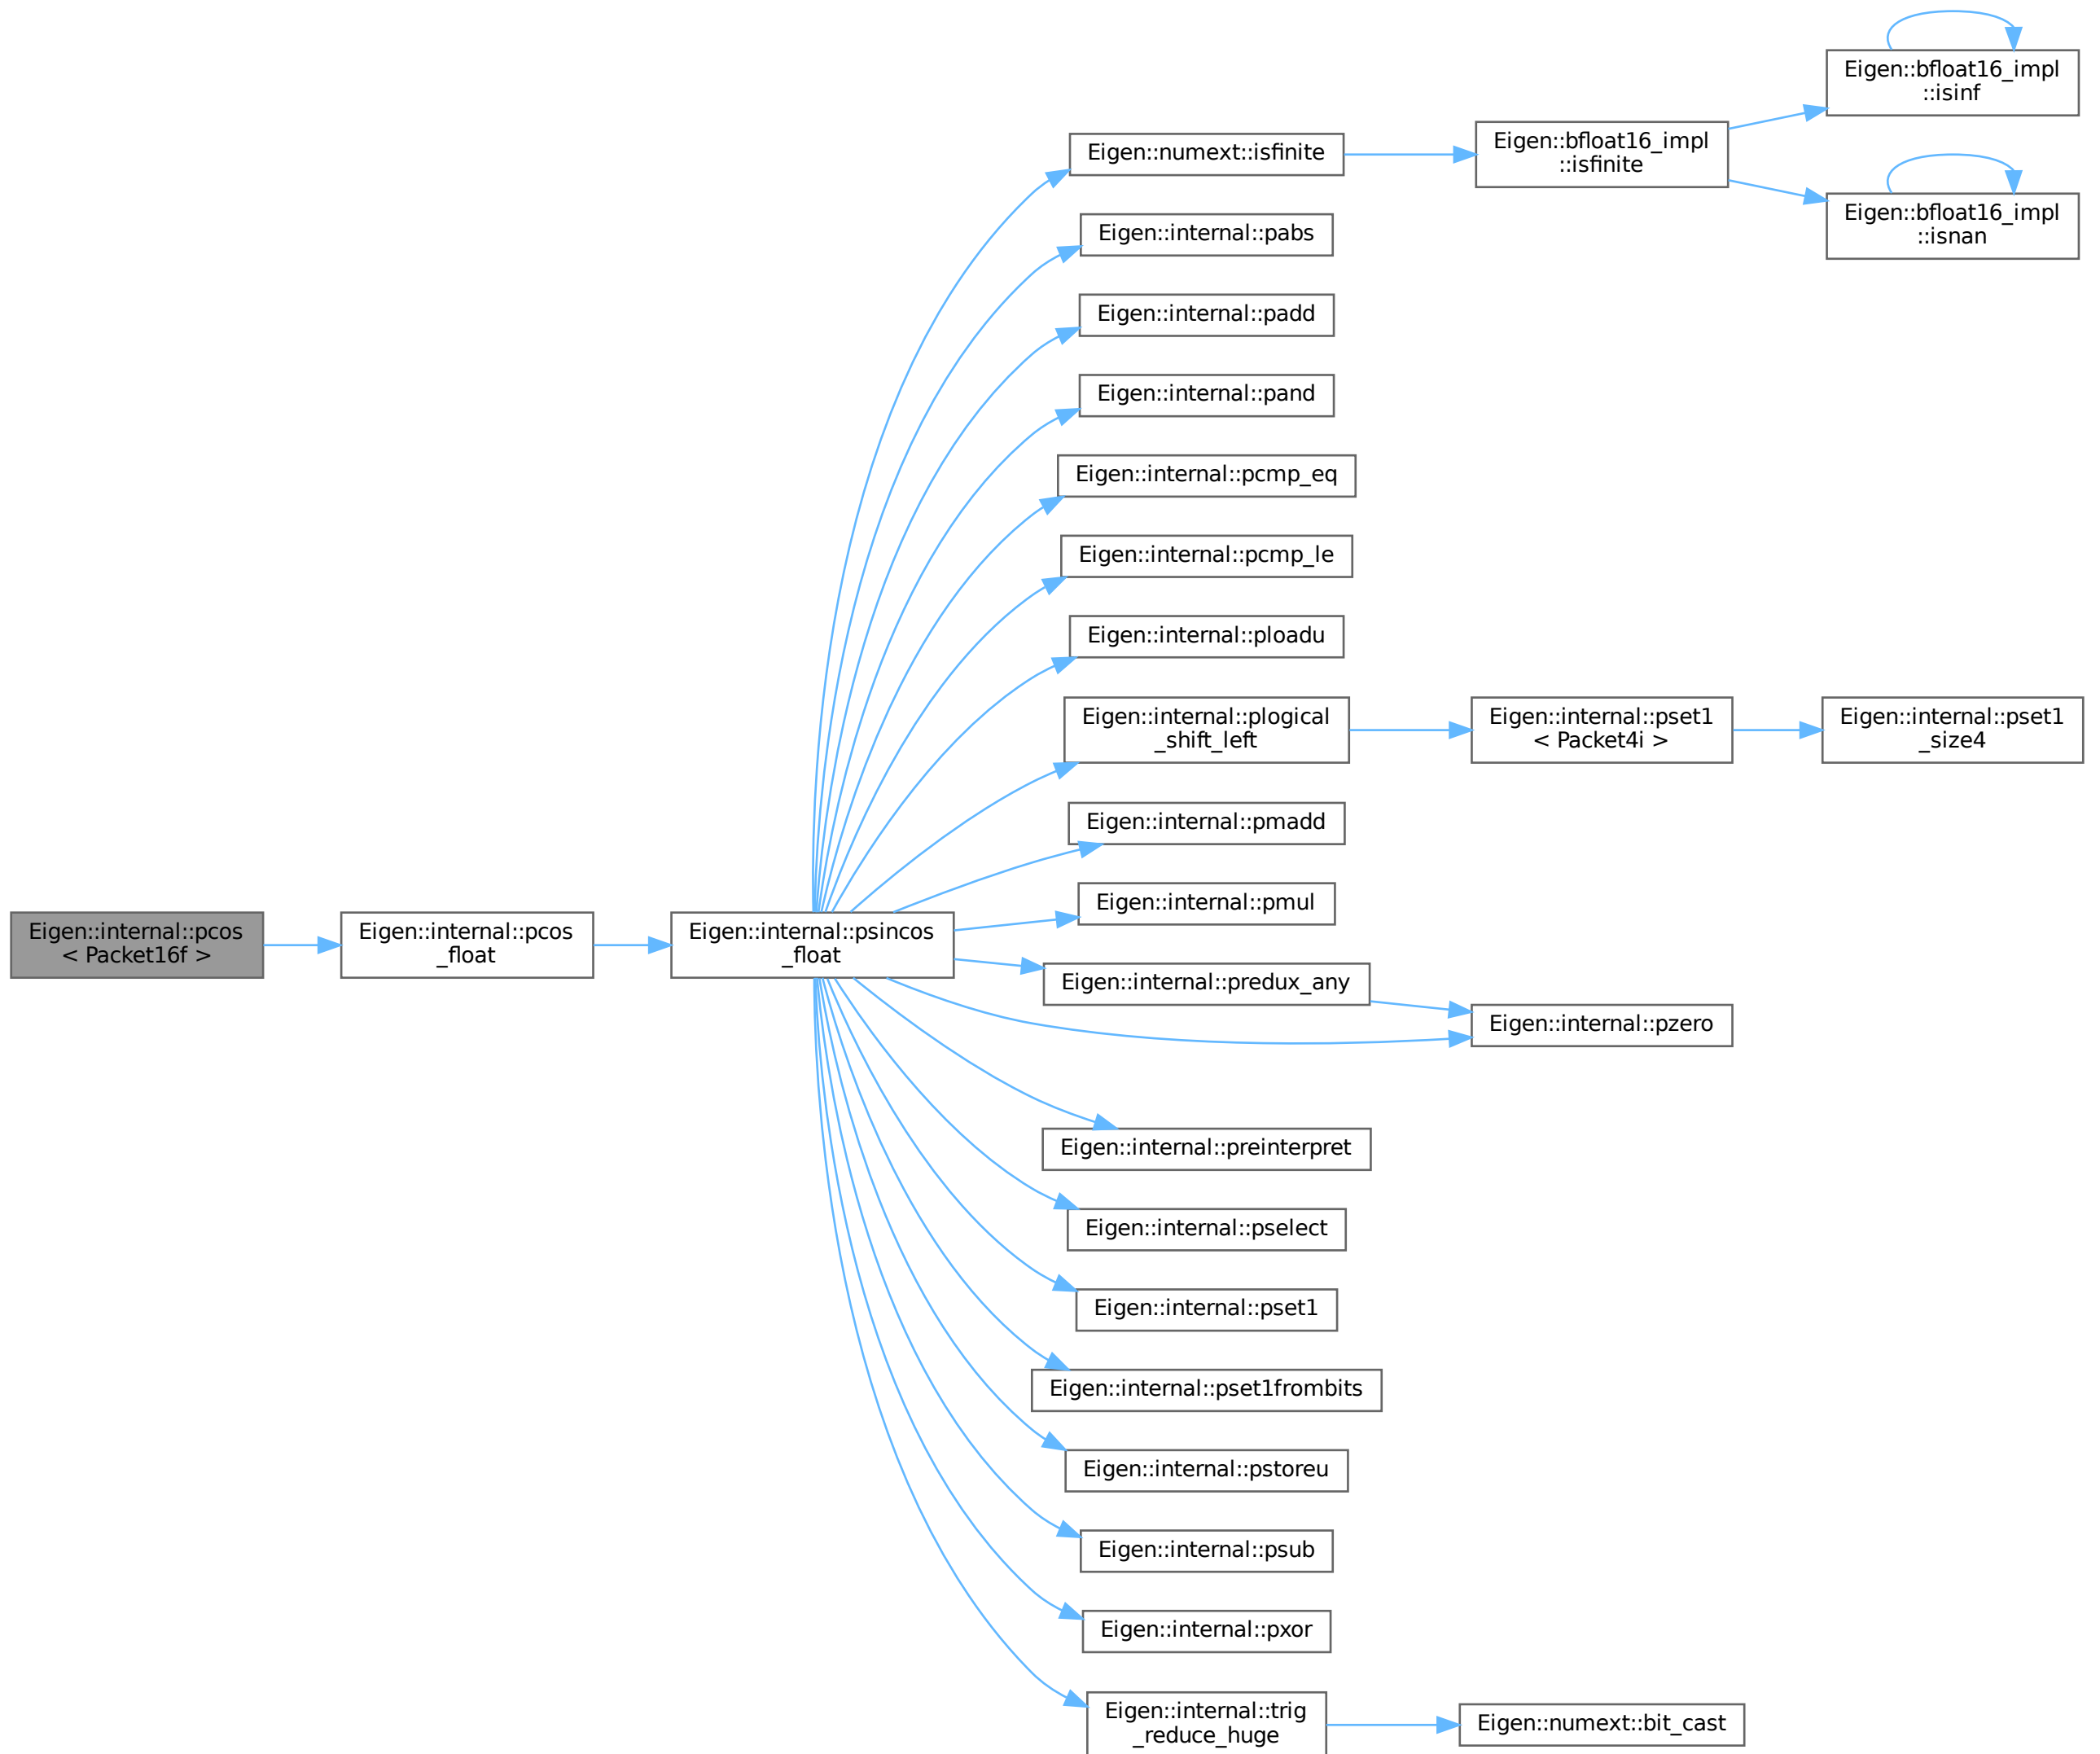 Eigen::bfloat16_impl
::isinf
Eigen::numext::isfinite
Eigen::bfloat16_impl
::isfinite
Eigen::bfloat16_impl
::isnan
Eigen::internal::pabs
Eigen::internal::padd
Eigen::internal::pand
Eigen::internal::pcmp_eq
Eigen::internal::pcmp_le
Eigen::internal::ploadu
Eigen::internal::plogical
_shift_left
Eigen::internal::pset1
< Packet4i >
Eigen::internal::pset1
_size4
Eigen::internal::pmadd
Eigen::internal::pmul
Eigen::internal::pcos
< Packet16f >
Eigen::internal::pcos
_float
Eigen::internal::psincos
_float
Eigen::internal::predux_any
Eigen::internal::pzero
Eigen::internal::preinterpret
Eigen::internal::pselect
Eigen::internal::pset1
Eigen::internal::pset1frombits
Eigen::internal::pstoreu
Eigen::internal::psub
Eigen::internal::pxor
Eigen::internal::trig
_reduce_huge
Eigen::numext::bit_cast